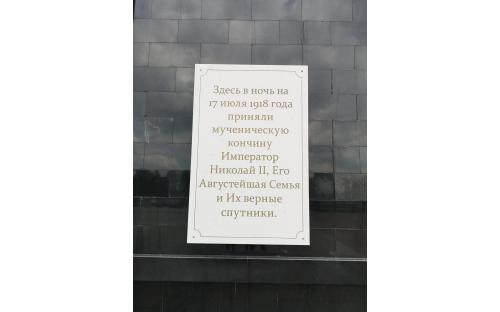 Здесь в ночь на
17 июля 1918 года
приняли
мученическую
кончину
Император
Николай II, Его
Августейшая Семья
и Их верные
спутники.